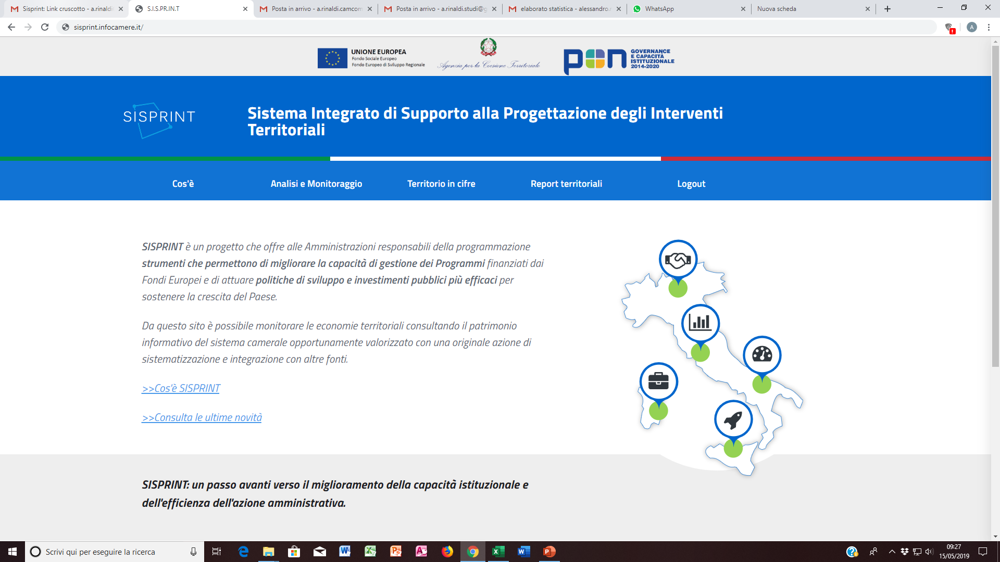 Sisprint: Link cruscotto - a.rinaldi
S.I.S.PR.IN.T
Posta in arrivo - a.rinaldi.camcom
Posta in arrivo - a.rinaldi.studi@g
elaborato statistica - alessandro.r
WhatsApp
Nuova scheda
sisprint.infocamere.it/
A
UNIONE EUROPEA
Fondo Sociale Europeo
Fondo Europeo di Sviluppo Regionale
Agenzia per la Coesione Territoriale
pon
GOVERNANCE
E CAPACITÀ
ISTITUZIONALE
2014-2020
SISPRINT
Sistema Integrato di Supporto alla Progettazione degli Interventi
Territoriali
Cos'è
Analisi e Monitoraggio
Territorio in cifre
Report territoriali
Logout
SISPRINT è un progetto che offre alle Amministrazioni responsabili della programmazione
strumenti che permettono di migliorare la capacità di gestione dei Programmi finanziati dai
Fondi Europei e di attuare politiche di sviluppo e investimenti pubblici più efficaci per
sostenere la crescita del Paese.
Da questo sito è possibile monitorare le economie territoriali consultando il patrimonio
informativo del sistema camerale opportunamente valorizzato con una originale azione di
sistematizzazione e integrazione con altre fonti.
>>Cos'è SISPRINT
>>Consulta le ultime novità
SISPRINT: un passo avanti verso il miglioramento della capacità istituzionale e
dell'efficienza dell'azione amministrativa.
Scrivi qui per eseguire la ricerca
09:27
15/05/2019